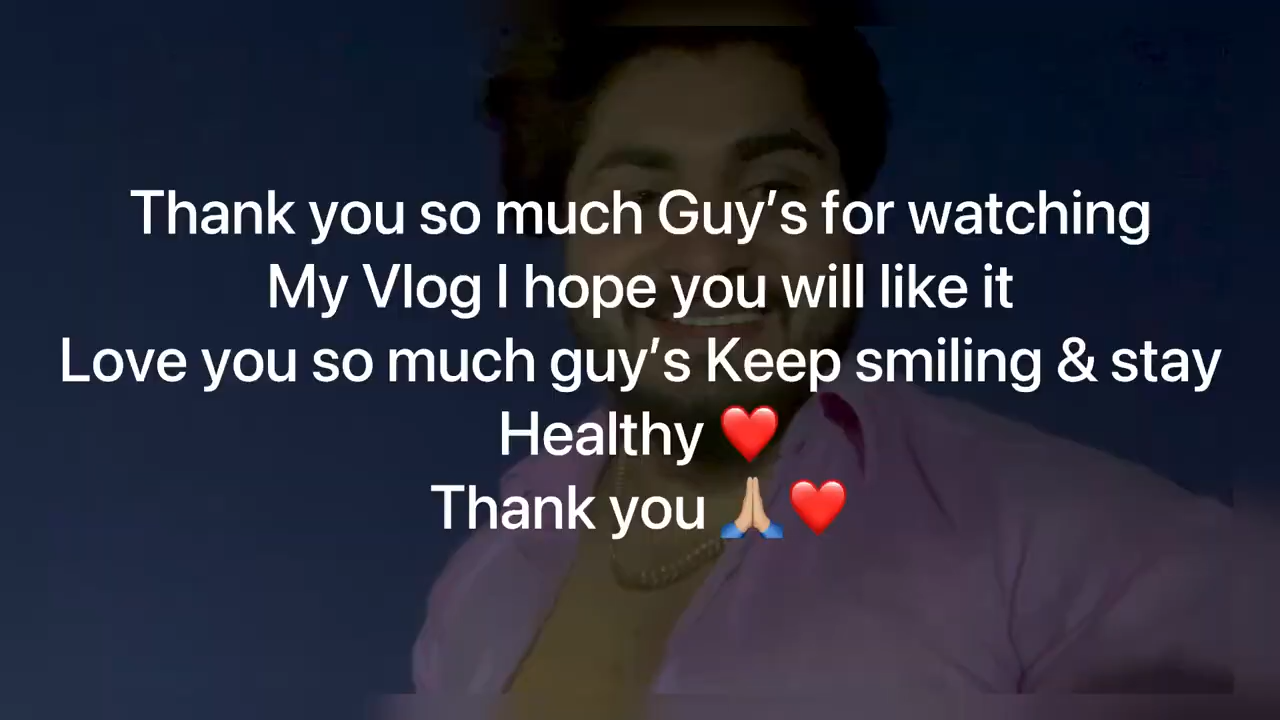 Thank you so much Guy’s for watching
My Vlog I hope you will like it
Love you so much guy’s Keep smiling & stay
Healthy ❤️
Thank you 🙏🏼❤️